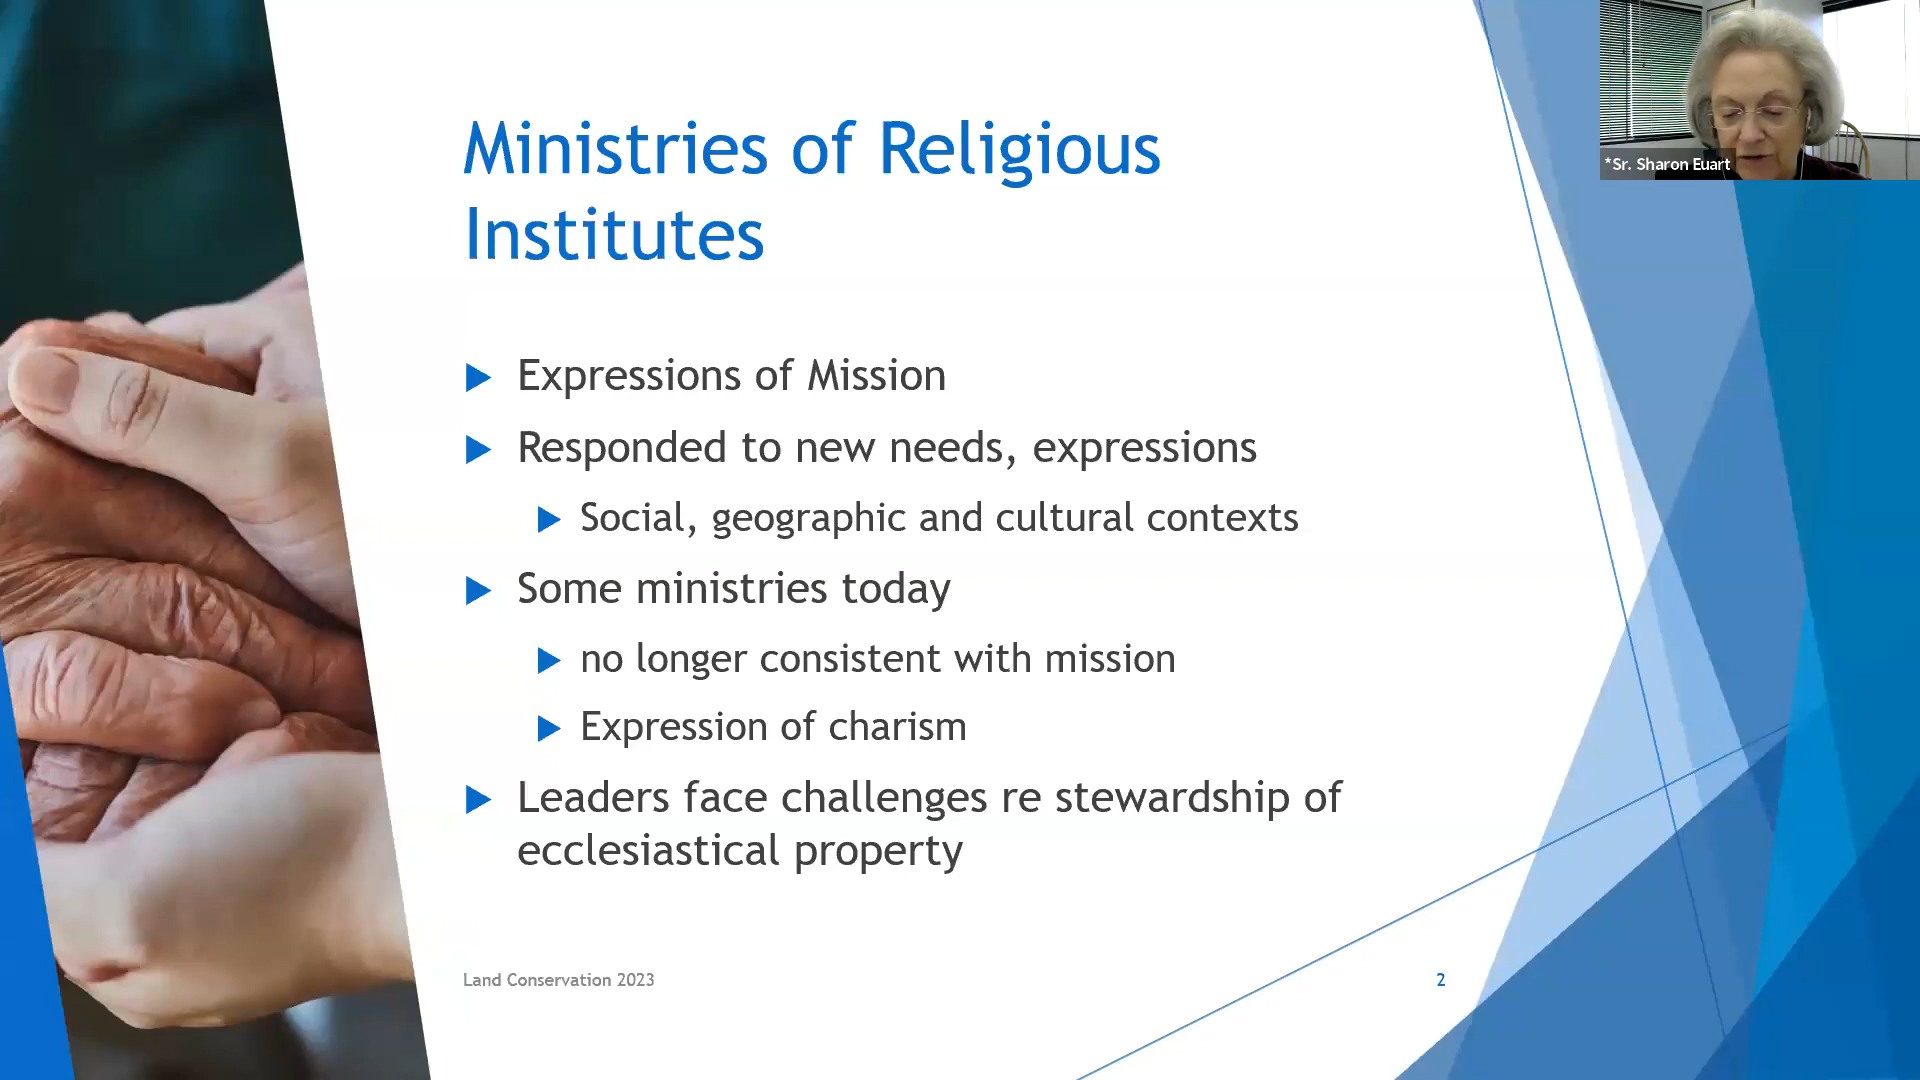 Ministries of Religious
Institutes
Expressions of Mission
Responded to new needs, expressions
Social, geographic and cultural contexts
Some ministries today
no longer consistent with mission
Expression of charism
Leaders face challenges re stewardship of
ecclesiastical property
Land Conservation 2023
2
*Sr. Sharon Euart